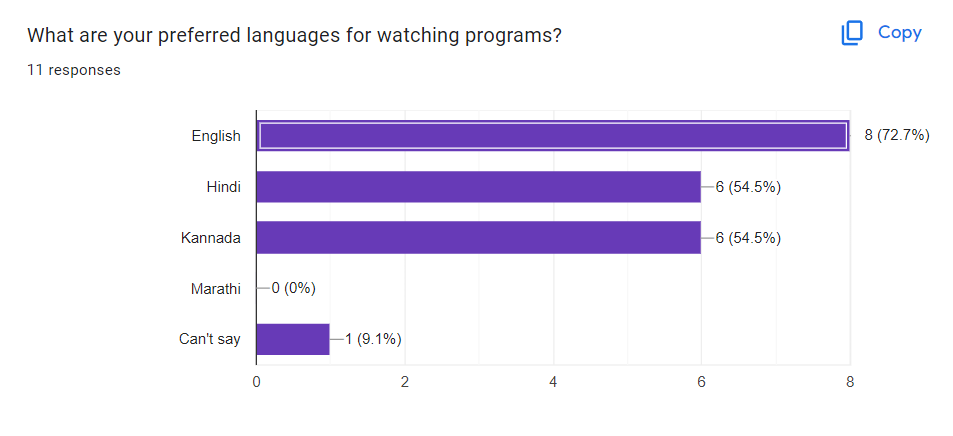 What are your preferred languages for watching programs?
Copy
11 responses
English 8 (72.7%)
Hindi 6 (54.5%)
Kannada 6 (54.5%)
Marathi 0 (0%)
Can't say 1 (9.1%)
0 2 4 6 8